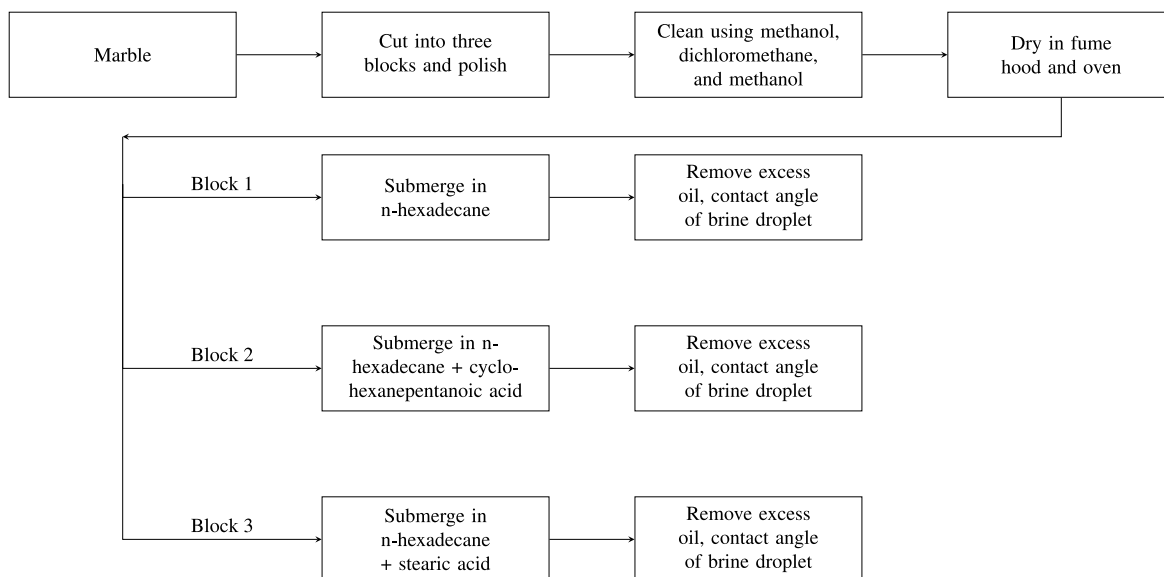 Marble
Cut into three
blocks and polish
Clean using methanol,
dichloromethane,
and methanol
Dry in fume
hood and oven
Block 1
Submerge in
n-hexadecane
Remove excess
oil, contact angle
of brine droplet
Block 2
Submerge in n-
hexadecane + cyclo-
hexanepentanoic acid
Remove excess
oil, contact angle
of brine droplet
Block 3
Submerge in
n-hexadecane
+ stearic acid
Remove excess
oil, contact angle
of brine droplet